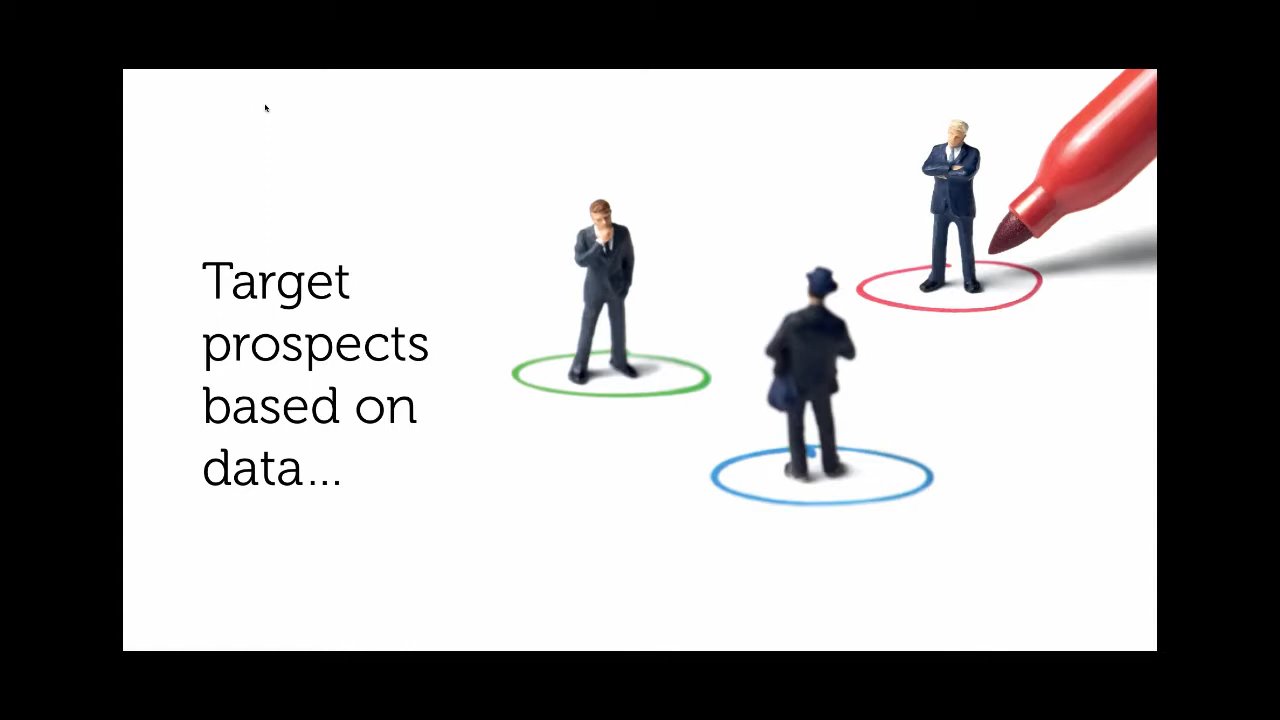 Target
prospects
based on
data...